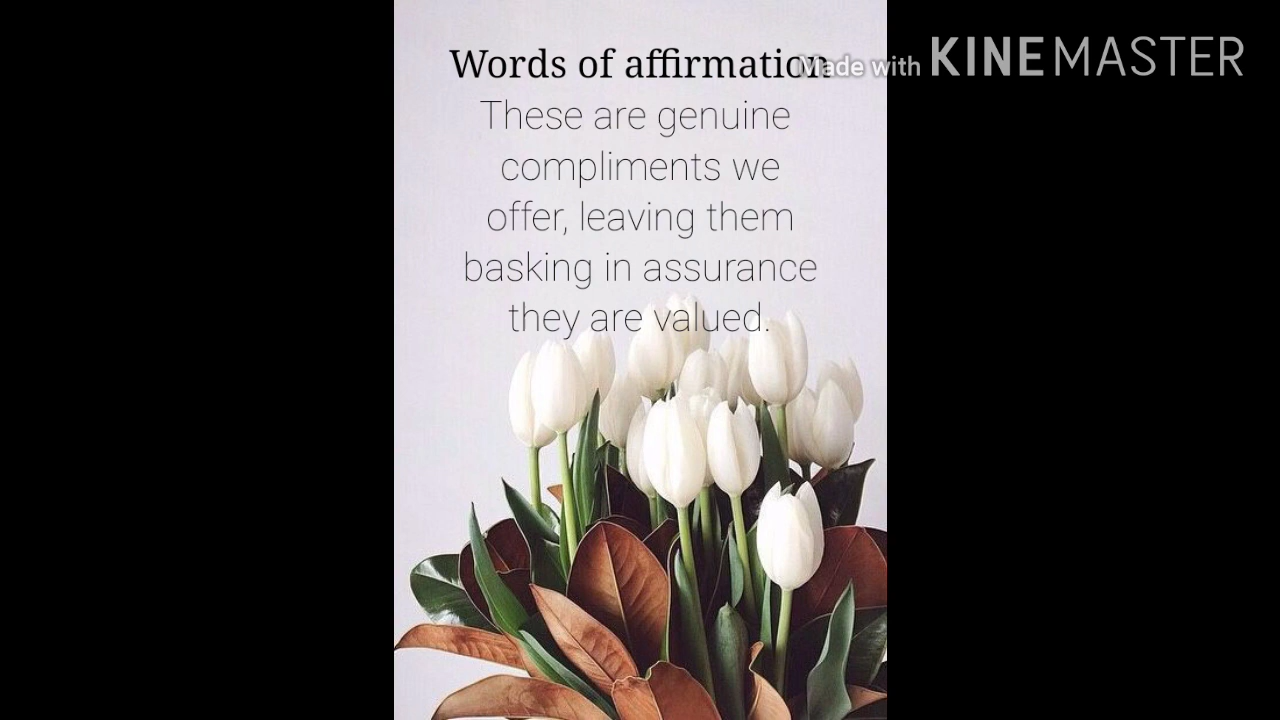 Words of affirmation
Made with KINEMASTER
These are genuine
compliments we
offer, leaving them
basking in assurance
they are valued.